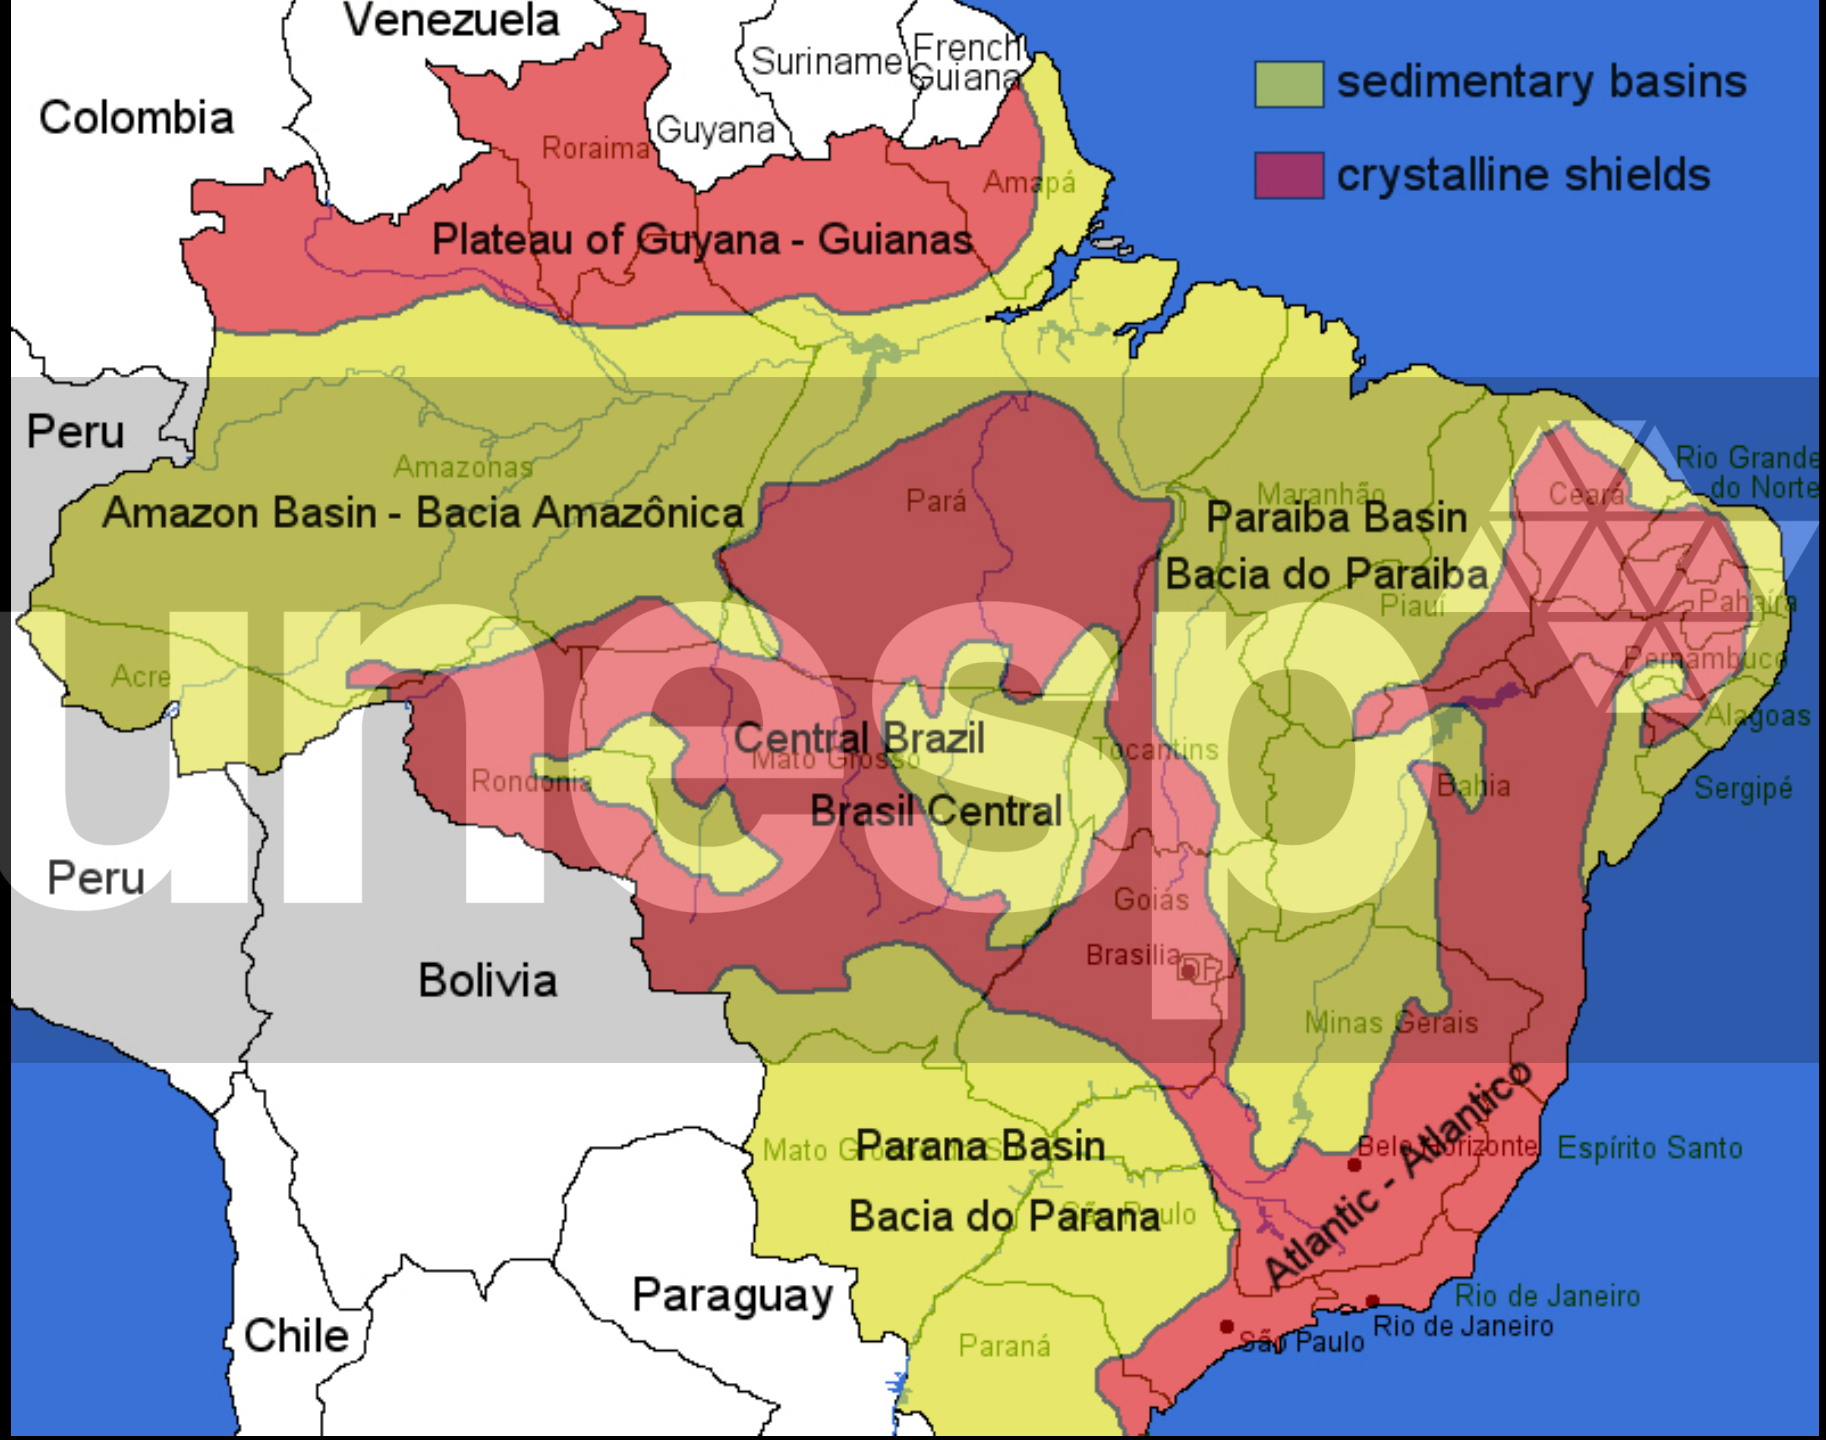 Venezuela
Suriname
French
Guiana
sedimentary basins
Colombia
Guyana
Roraima
crystalline shields
Amapá
Plateau of Guyana - Guianas
Peru
Amazonas
Rio Grande
do Norte
Maranhão
Ceará
Pará
Amazon Basin - Bacia Amazônica
Paraiba Basin
Bacia do Paraiba
Piauí
unesp
Pernambuco
Acre
Alagoas
Central Brazil
Mato Grosso
Tocantins
Rondônia
Bahia
Sergipé
Brasil Central
Peru
Goiás
Brasilia
DF
Bolivia
Minas Gerais
Atlantic - Atlantico
Belo Horizonte
Espírito Santo
Parana Basin
São Paulo
Bacia do Parana
Paraguay
Rio de Janeiro
Rio de Janeiro
São Paulo
Chile
Paraná